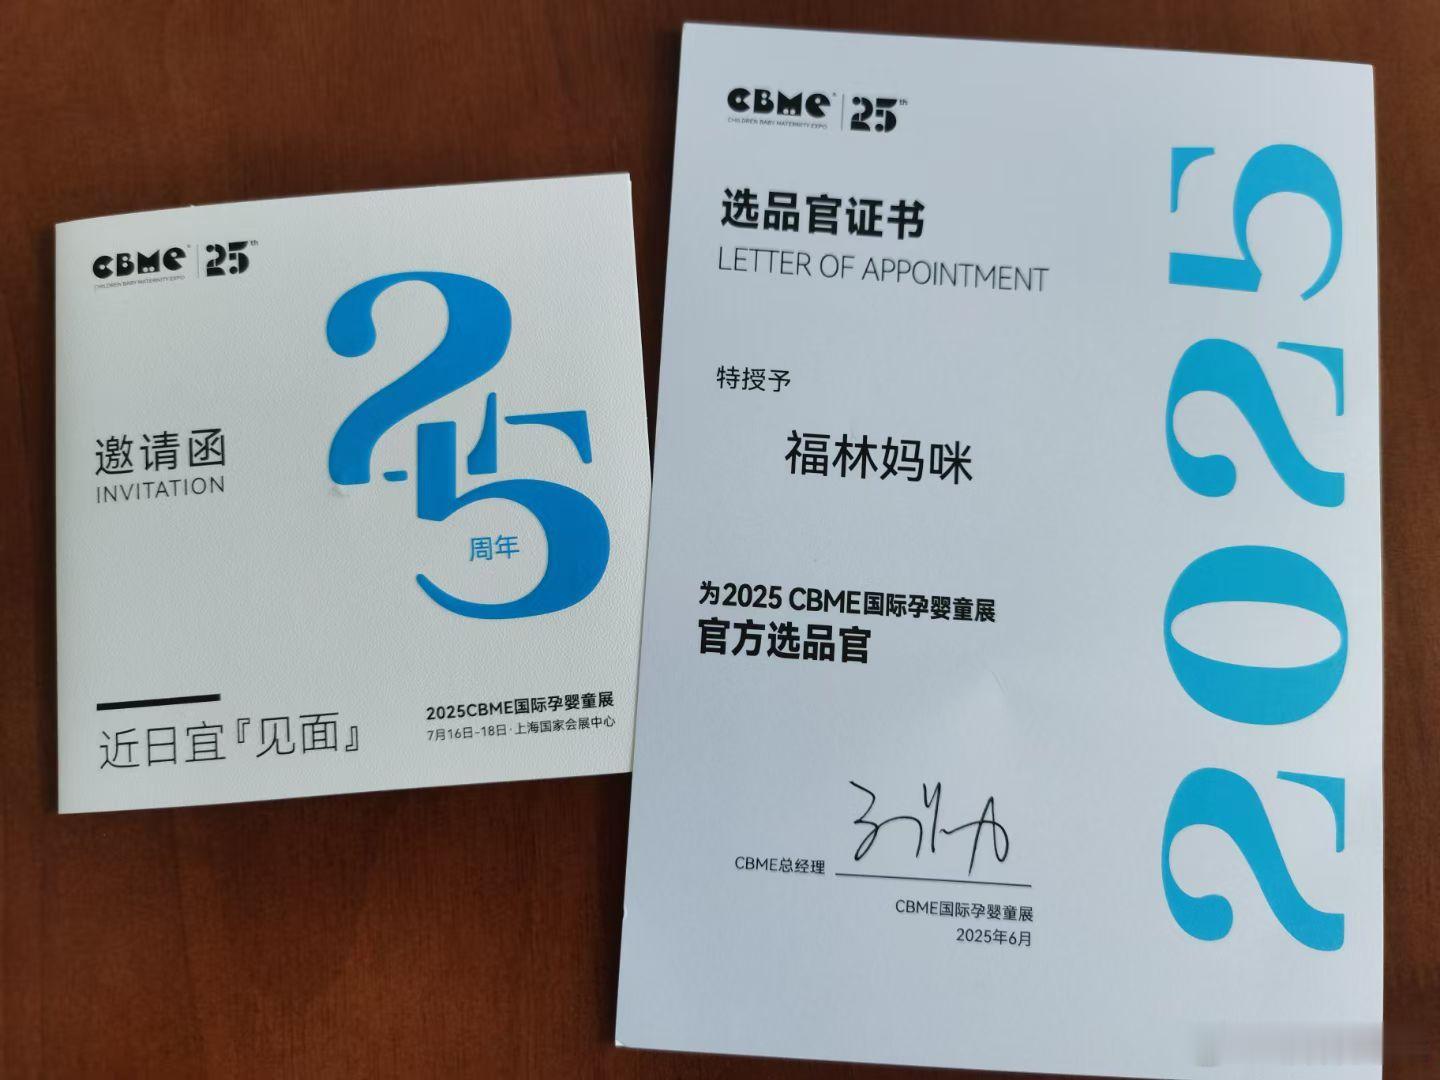 CBME® 25th
CHILDREN BABY MATERNITY EXPO
25
周年
邀请函
INVITATION
近日宜『见面』
2025CBME国际孕婴童展
7月16日-18日·上海国家会展中心
CBME® 25th
CHILDREN BABY MATERNITY EXPO
选品官证书
LETTER OF APPOINTMENT
特授予
福林妈咪
为2025 CBME国际孕婴童展
官方选品官
CBME总经理
CBME国际孕婴童展
2025年6月
2025